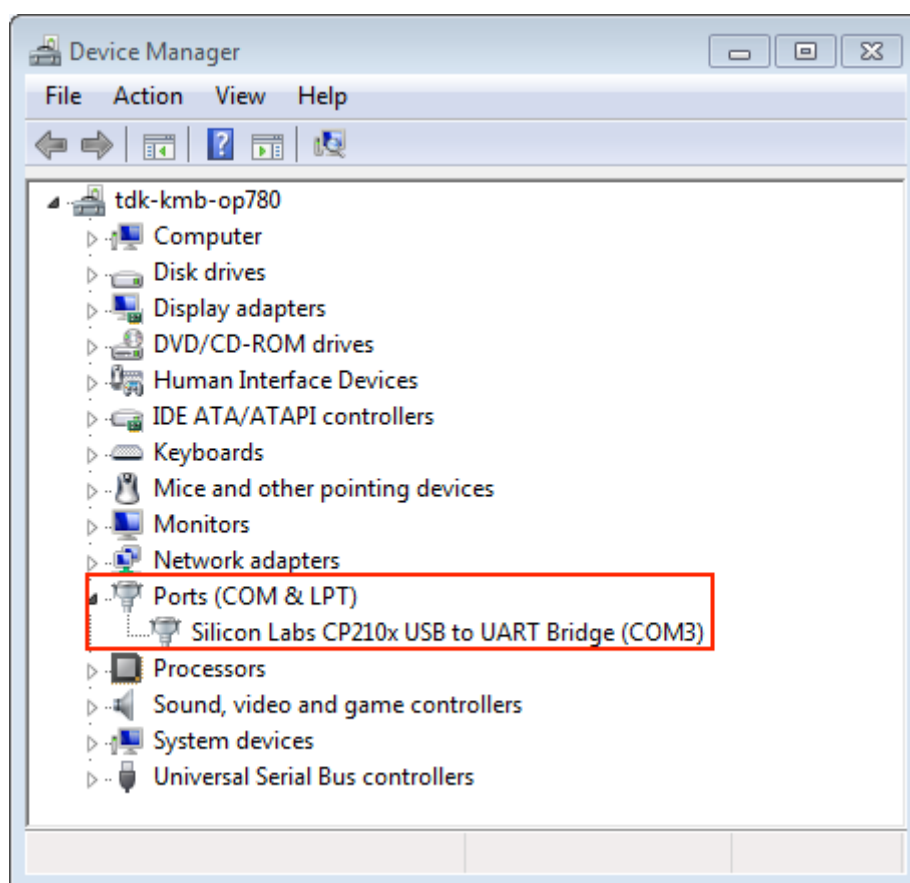 Device Manager
File Action View Help
?
tdk-kmb-op780
Computer
Disk drives
Display adapters
DVD/CD-ROM drives
Human Interface Devices
IDE ATA/ATAPI controllers
Keyboards
Mice and other pointing devices
Monitors
Network adapters
Ports (COM & LPT)
Silicon Labs CP210x USB to UART Bridge (COM3)
Processors
Sound, video and game controllers
System devices
Universal Serial Bus controllers